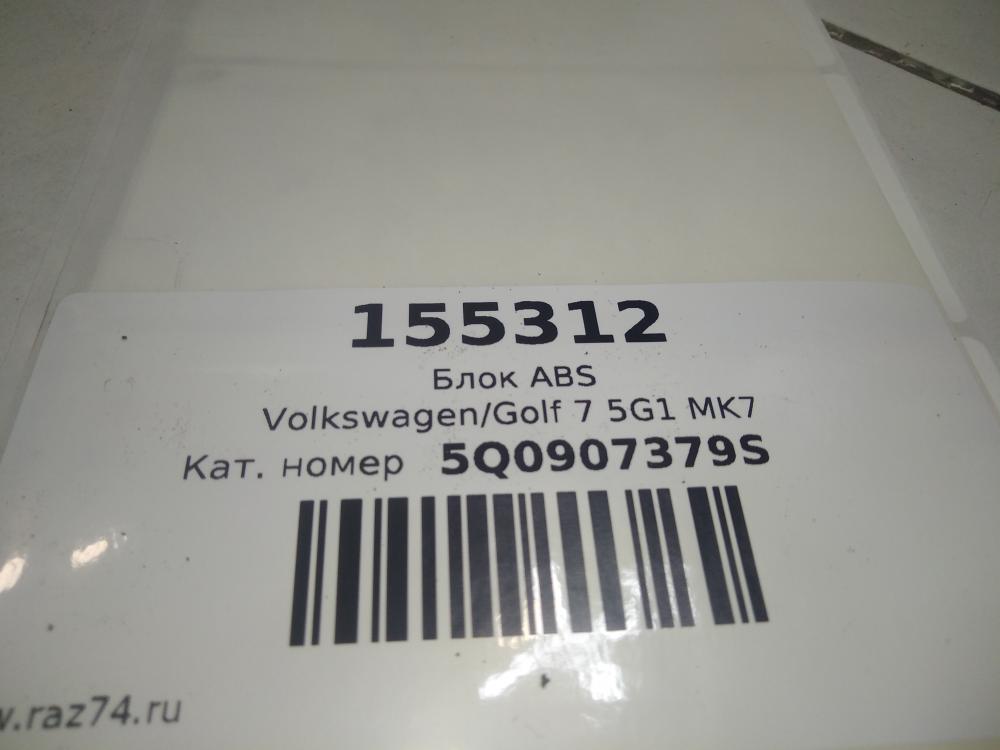 155312
Блок ABS
Volkswagen/Golf 7 5G1 MK7
Кат. номер 5Q0907379S
w.raz74.ru